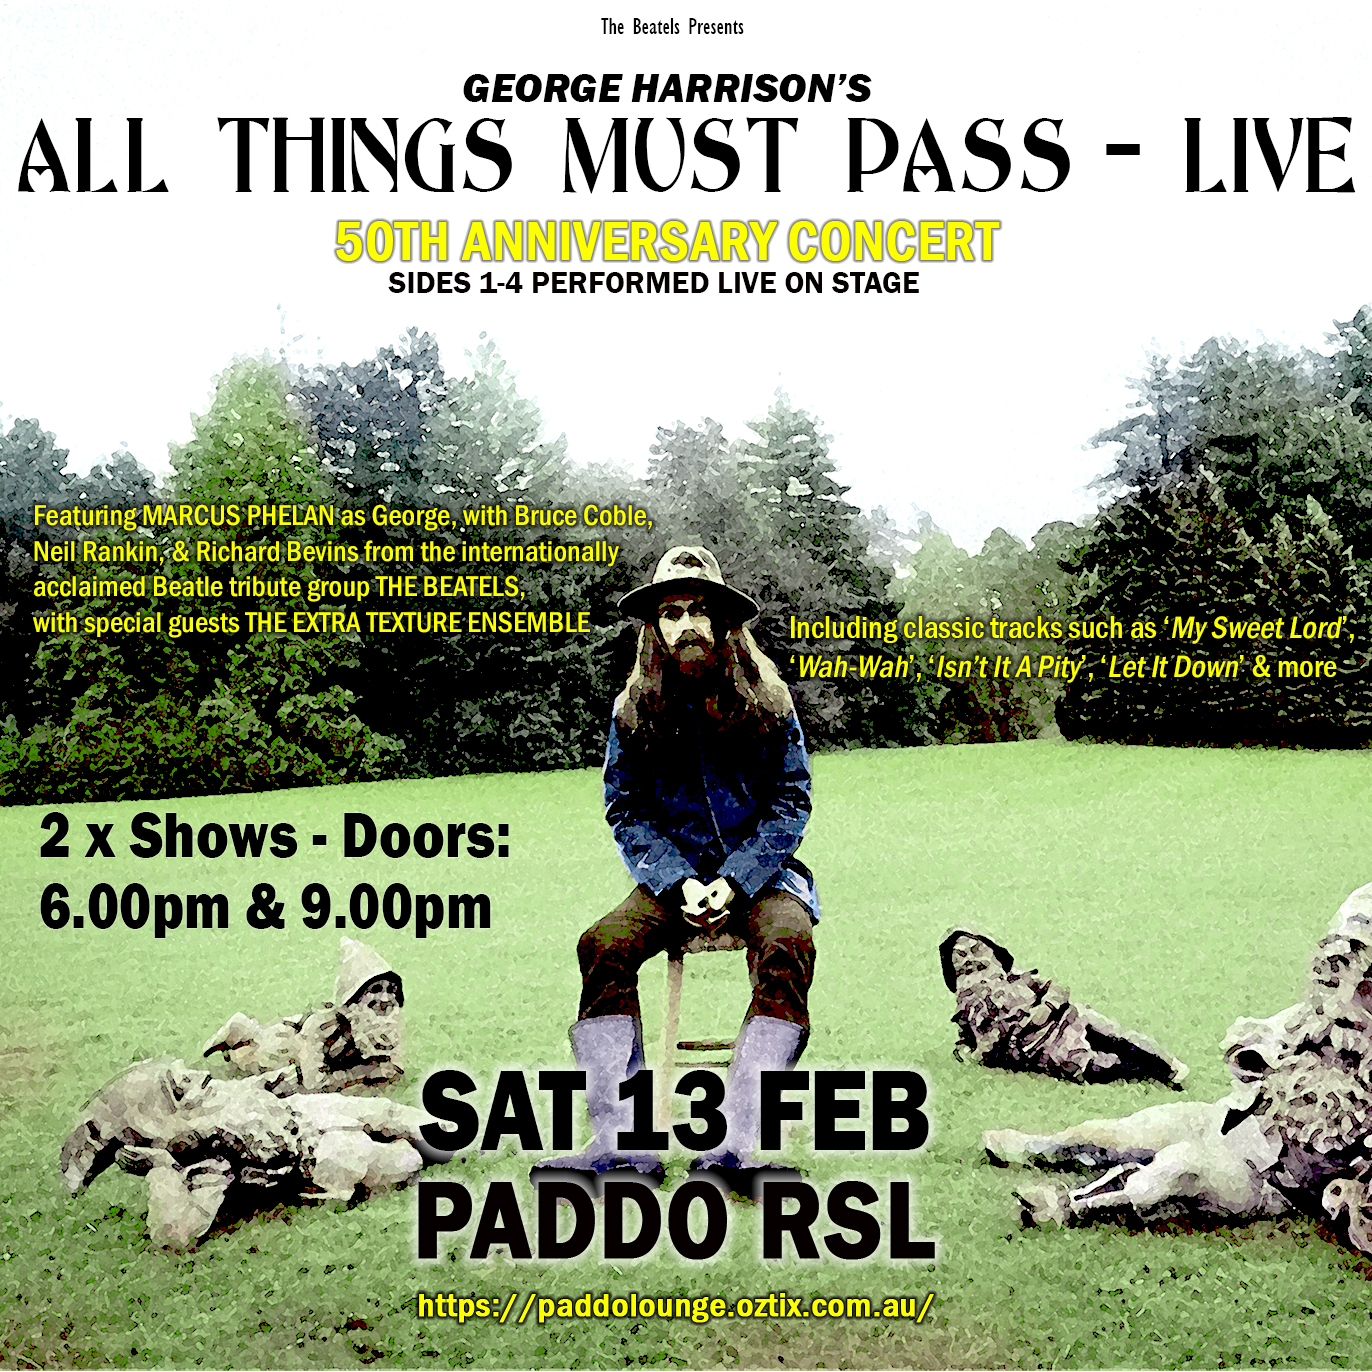 The Beatels Presents
GEORGE HARRISON’S
ALL THINGS MUST PASS - LIVE
50TH ANNIVERSARY CONCERT
SIDES 1-4 PERFORMED LIVE ON STAGE
Featuring MARCUS PHELAN as George, with Bruce Coble,
Neil Rankin, & Richard Bevins from the internationally
acclaimed Beatle tribute group THE BEATELS,
with special guests THE EXTRA TEXTURE ENSEMBLE
Including classic tracks such as ‘My Sweet Lord’,
‘Wah-Wah’, ‘Isn’t It A Pity’, ‘Let It Down’ & more
2 x Shows - Doors:
6.00pm & 9.00pm
SAT 13 FEB
PADDO RSL
https://paddolounge.oztix.com.au/